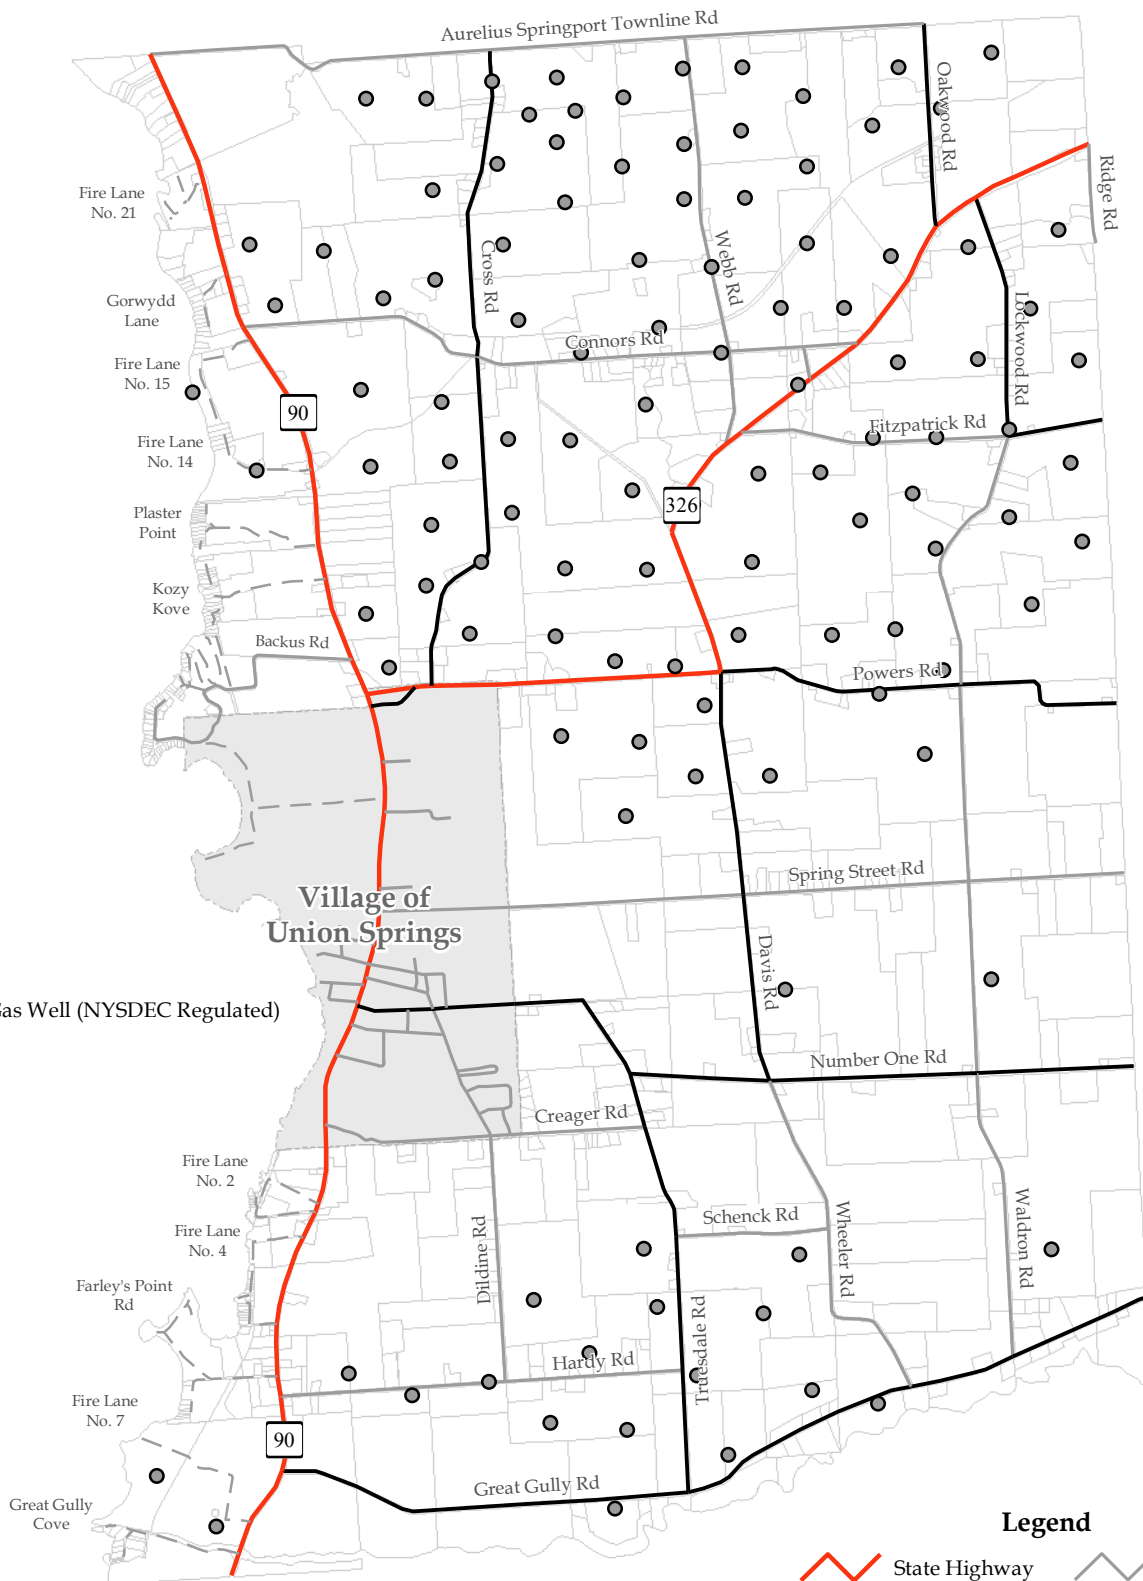 Aurelius Springport Townline Rd
Oakwood Rd
Ridge Rd
Fire Lane
No. 21
Cross Rd
Webb Rd
Gorwydd
Lane
Lockwood Rd
Connors Rd
Fire Lane
No. 15
90
Fitzpatrick Rd
Fire Lane
No. 14
326
Plaster
Point
Kozy
Kove
Backus Rd
Powers Rd
Spring Street Rd
Village of
Union Springs
Davis Rd
Gas Well (NYSDEC Regulated)
Number One Rd
Creager Rd
Fire Lane
No. 2
Schenck Rd
Wheeler Rd
Waldron Rd
Fire Lane
No. 4
Dildine Rd
Farley's Point
Rd
Truesdale Rd
Hardy Rd
Fire Lane
No. 7
90
Great Gully Rd
Great Gully
Cove
Legend
State Highway